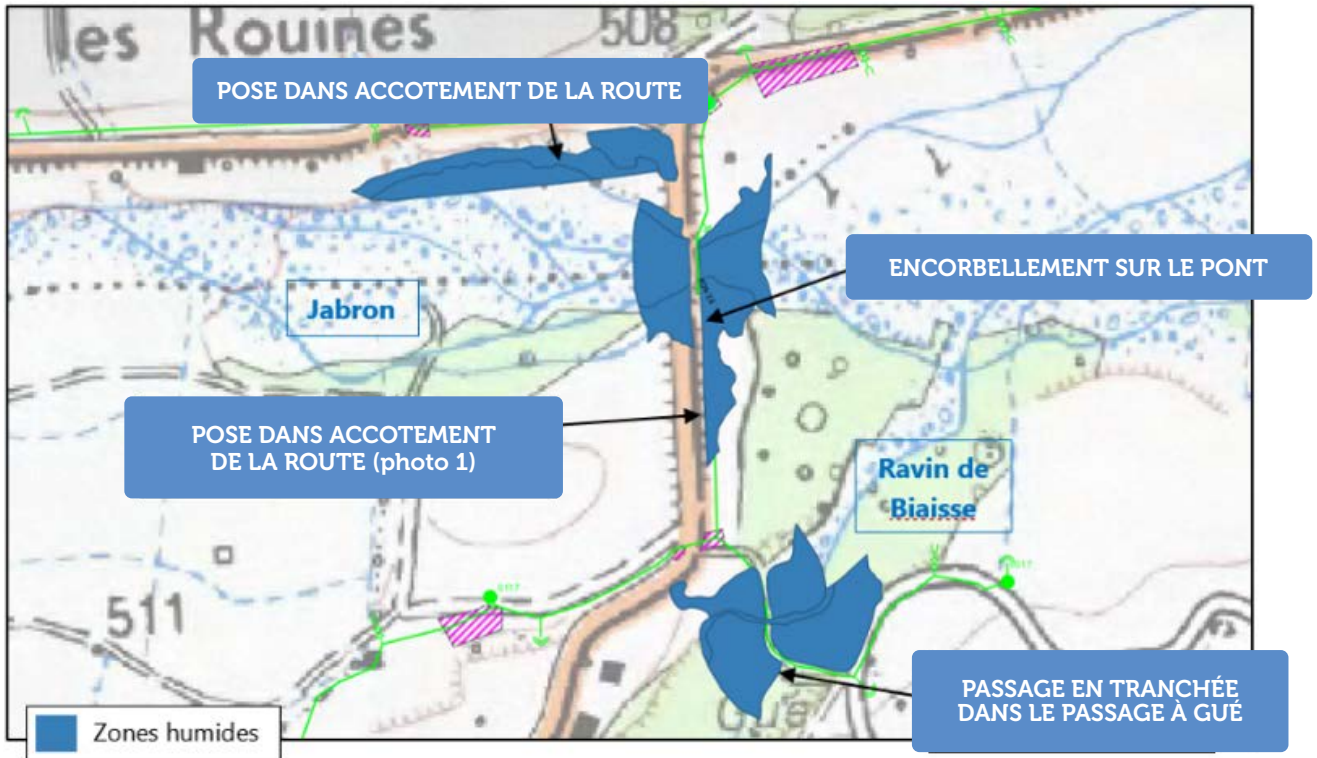 les Rouines
508
POSE DANS ACCOTEMENT DE LA ROUTE
ENCORBELLEMENT SUR LE PONT
Jabron
POSE DANS ACCOTEMENT
DE LA ROUTE (photo 1)
Ravin de
Biaisse
511
PASSAGE EN TRANCHÉE
DANS LE PASSAGE À GUÉ
Gué
Zones humides